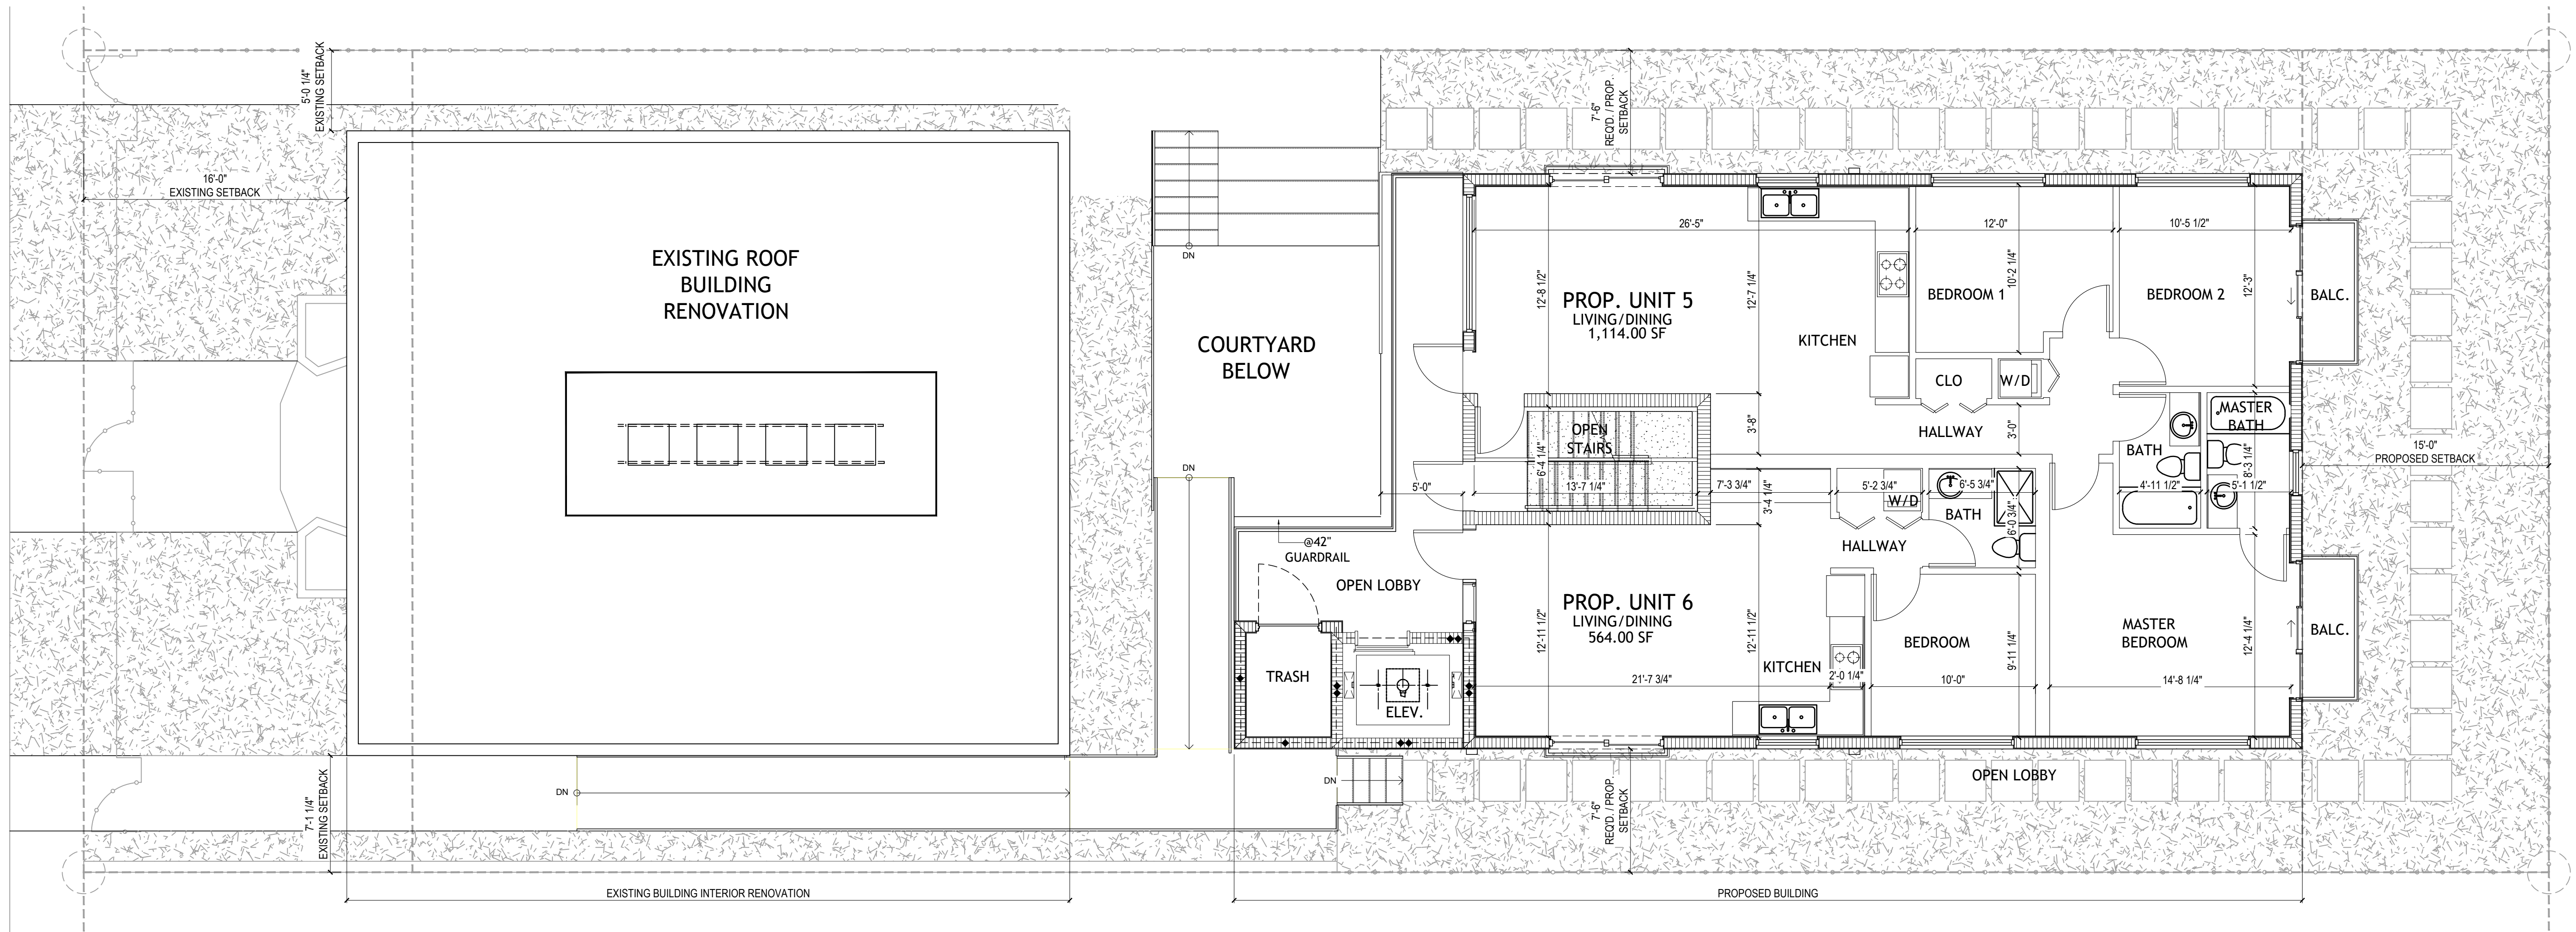 5'-0 1/4"
EXISTING SETBACK
16'-0"
EXISTING SETBACK
EXISTING ROOF
BUILDING
RENOVATION
7'-1 1/4"
EXISTING SETBACK
EXISTING BUILDING INTERIOR RENOVATION
DN
DN
DN
DN
COURTYARD
BELOW
@42"
GUARDRAIL
OPEN LOBBY
TRASH
ELEV.
5'-0"
7'-6"
REQ'D. / PROP.
SETBACK
26'-5"
12'-8 1/2"
12'-7 1/4"
PROP. UNIT 5
LIVING/DINING
1,114.00 SF
KITCHEN
12'-0"
10'-2 1/4"
BEDROOM 1
10'-5 1/2"
BEDROOM 2
12'-3"
BALC.
CLO
W/D
HALLWAY
3'-0"
3'-8"
OPEN
STAIRS
6'-4 1/4"
13'-7 1/4"
7'-3 3/4"
3'-4 1/4"
5'-2 3/4"
W/D
6'-5 3/4"
BATH
6'-0 3/4"
HALLWAY
BATH
4'-11 1/2"
MASTER
BATH
8'-3 1/4"
5'-1 1/2"
15'-0"
PROPOSED SETBACK
PROP. UNIT 6
LIVING/DINING
564.00 SF
12'-11 1/2"
12'-11 1/2"
21'-7 3/4"
KITCHEN
2'-0 1/4"
BEDROOM
9'-11 1/4"
10'-0"
MASTER
BEDROOM
12'-4 1/4"
14'-8 1/4"
BALC.
OPEN LOBBY
7'-6"
REQ'D. / PROP.
SETBACK
PROPOSED BUILDING